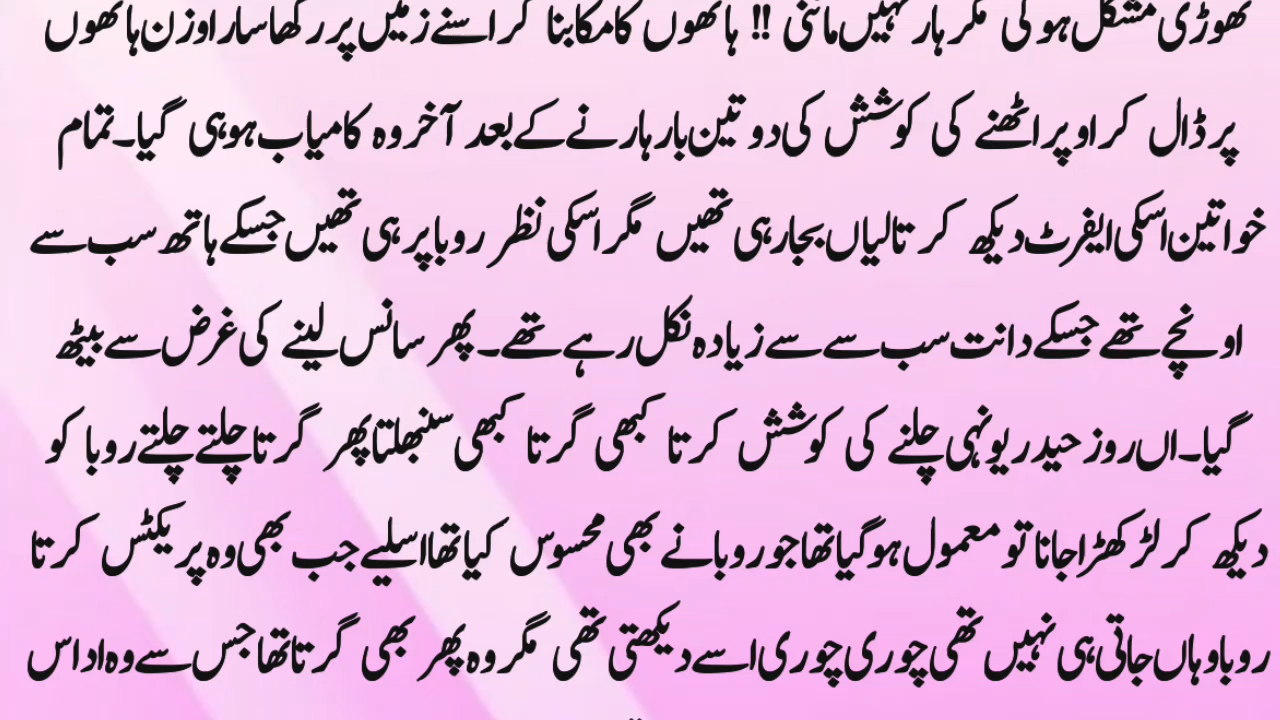 تھوڑی مشکل ہو گی مگر ہار نہیں ماننی !! ہاتھوں کا مکا بنا کر اسنے زمیں پر رکھا سارا وزن ہاتھوں
پر ڈال کر اوپر اٹھنے کی کوشش کی دو تین بار ہارنے کے بعد آخر وہ کامیاب ہو ہی گیا۔ تمام
خواتین اسکی ایفرٹ دیکھ کر تالیاں بجا رہی تھیں مگر اسکی نظر روبا پر ہی تھیں جسکے ہاتھ سب سے
اونچے تھے جسکے دانت سب سے سے زیادہ نکل رہے تھے۔ پھر سانس لینے کی غرض سے بیٹھ
گیا۔ اں روز حیدر یونہی چلنے کی کوشش کرتا کبھی گرتا کبھی سنبھلتا پھر گرتا چلتے چلتے روبا کو
دیکھ کر لڑکھڑا جانا تو معمول ہو گیا تھا جو روبا نے بھی محسوس کیا تھا اسلیے جب بھی وہ پریکٹس کرتا
روبا وہاں جاتی ہی نہیں تھی چوری چوری اسے دیکھتی تھی مگر وہ پھر بھی گرتا تھا جس سے وہ اداس